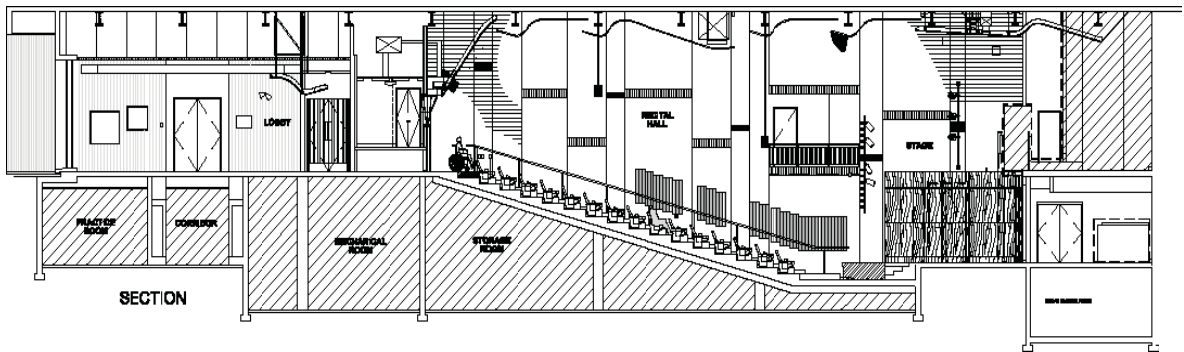 LOBBY
RECITAL
HALL
STAGE
PRACTICE
ROOM
CORRIDOR
MECHANICAL
ROOM
STORAGE
ROOM
SECTION